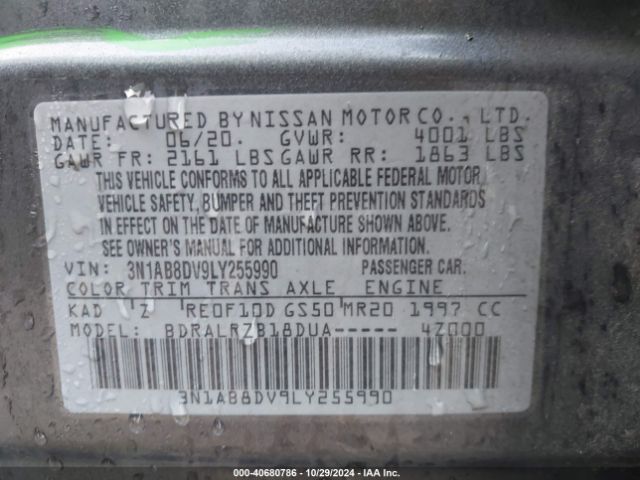 MANUFACTURED BY NISSAN MOTOR CO., LTD.
DATE: 06/20. GVWR: 4001 LBS
GAWR FR: 2161 LBS GAWR RR: 1863 LBS
THIS VEHICLE CONFORMS TO ALL APPLICABLE FEDERAL MOTOR
VEHICLE SAFETY, BUMPER AND THEFT PREVENTION STANDARDS
IN EFFECT ON THE DATE OF MANUFACTURE SHOWN ABOVE.
SEE OWNER'S MANUAL FOR ADDITIONAL INFORMATION.
VIN: 3N1AB8DV9LY255990 PASSENGER CAR.
COLOR TRIM TRANS AXLE ENGINE
KAD Z RE0F10D GS50 MR20 1997 CC
MODEL: BDRALRZB18DUA----- 4Z000
3N1AB8DV9LY255990
000-40680786 - 10/29/2024 - IAA Inc.